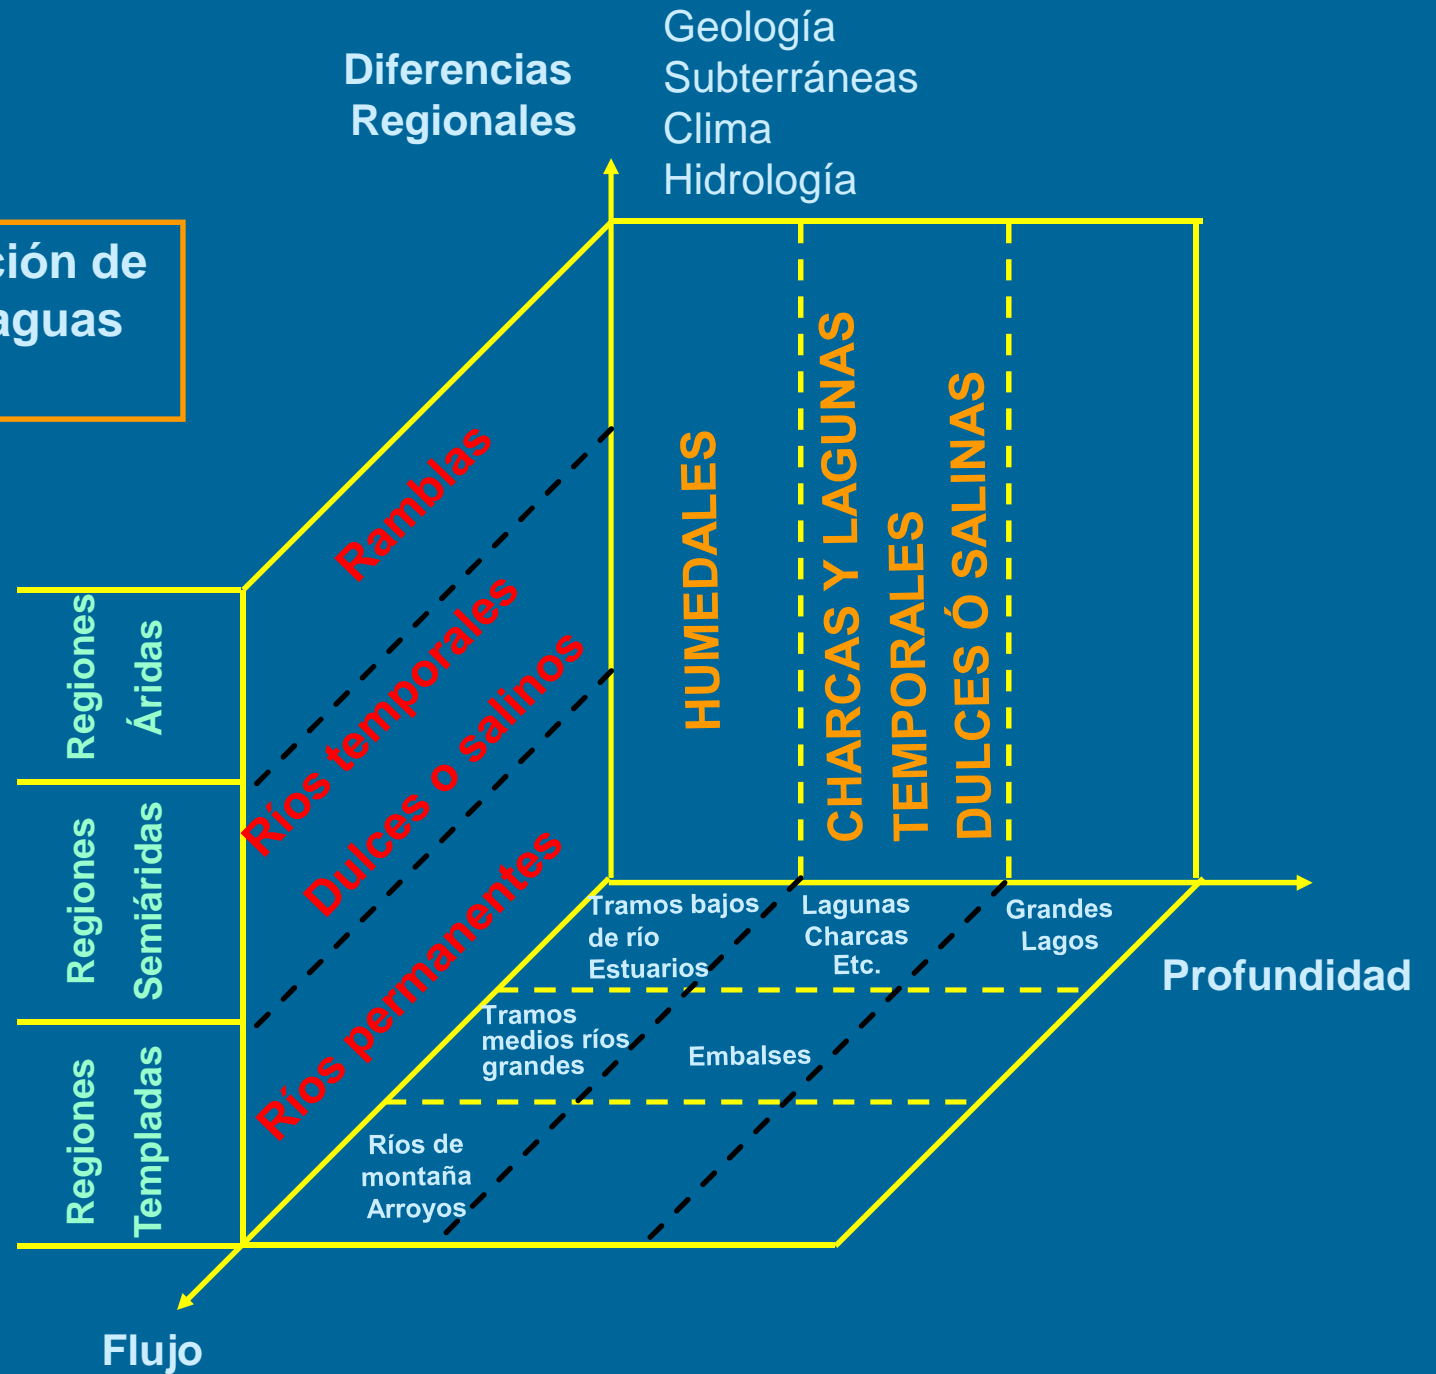 Geología
Subterráneas
Clima
Hidrología
Diferencias
Regionales
ción de
aguas
Ramblas
Ríos temporales
Dulces o salinos
Ríos permanentes
HUMEDALES
CHARCAS Y LAGUNAS
TEMPORALES
DULCES Ó SALINAS
Regiones
Áridas
Regiones
Semiáridas
Regiones
Templadas
Tramos bajos
de río
Estuarios
Lagunas
Charcas
Etc.
Grandes
Lagos
Profundidad
Tramos
medios ríos
grandes
Embalses
Ríos de
montaña
Arroyos
Flujo